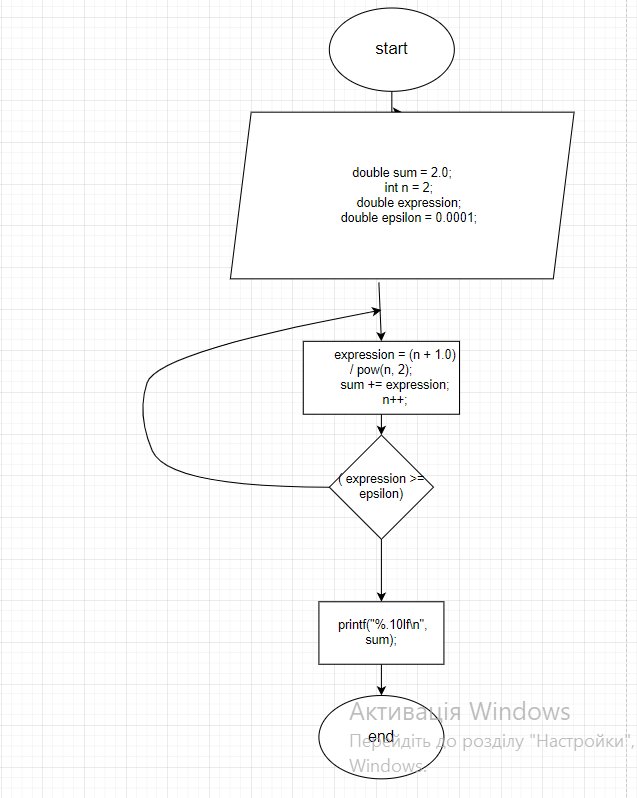 start
double sum = 2.0;
int n = 2;
double expression;
double epsilon = 0.0001;
expression = (n + 1.0)
/ pow(n, 2);
sum += expression;
n++;
( expression >=
epsilon)
printf("%.10lf\n",
sum);
end
Активація Windows
Перейдіть до розділу "Настройки",
Windows.